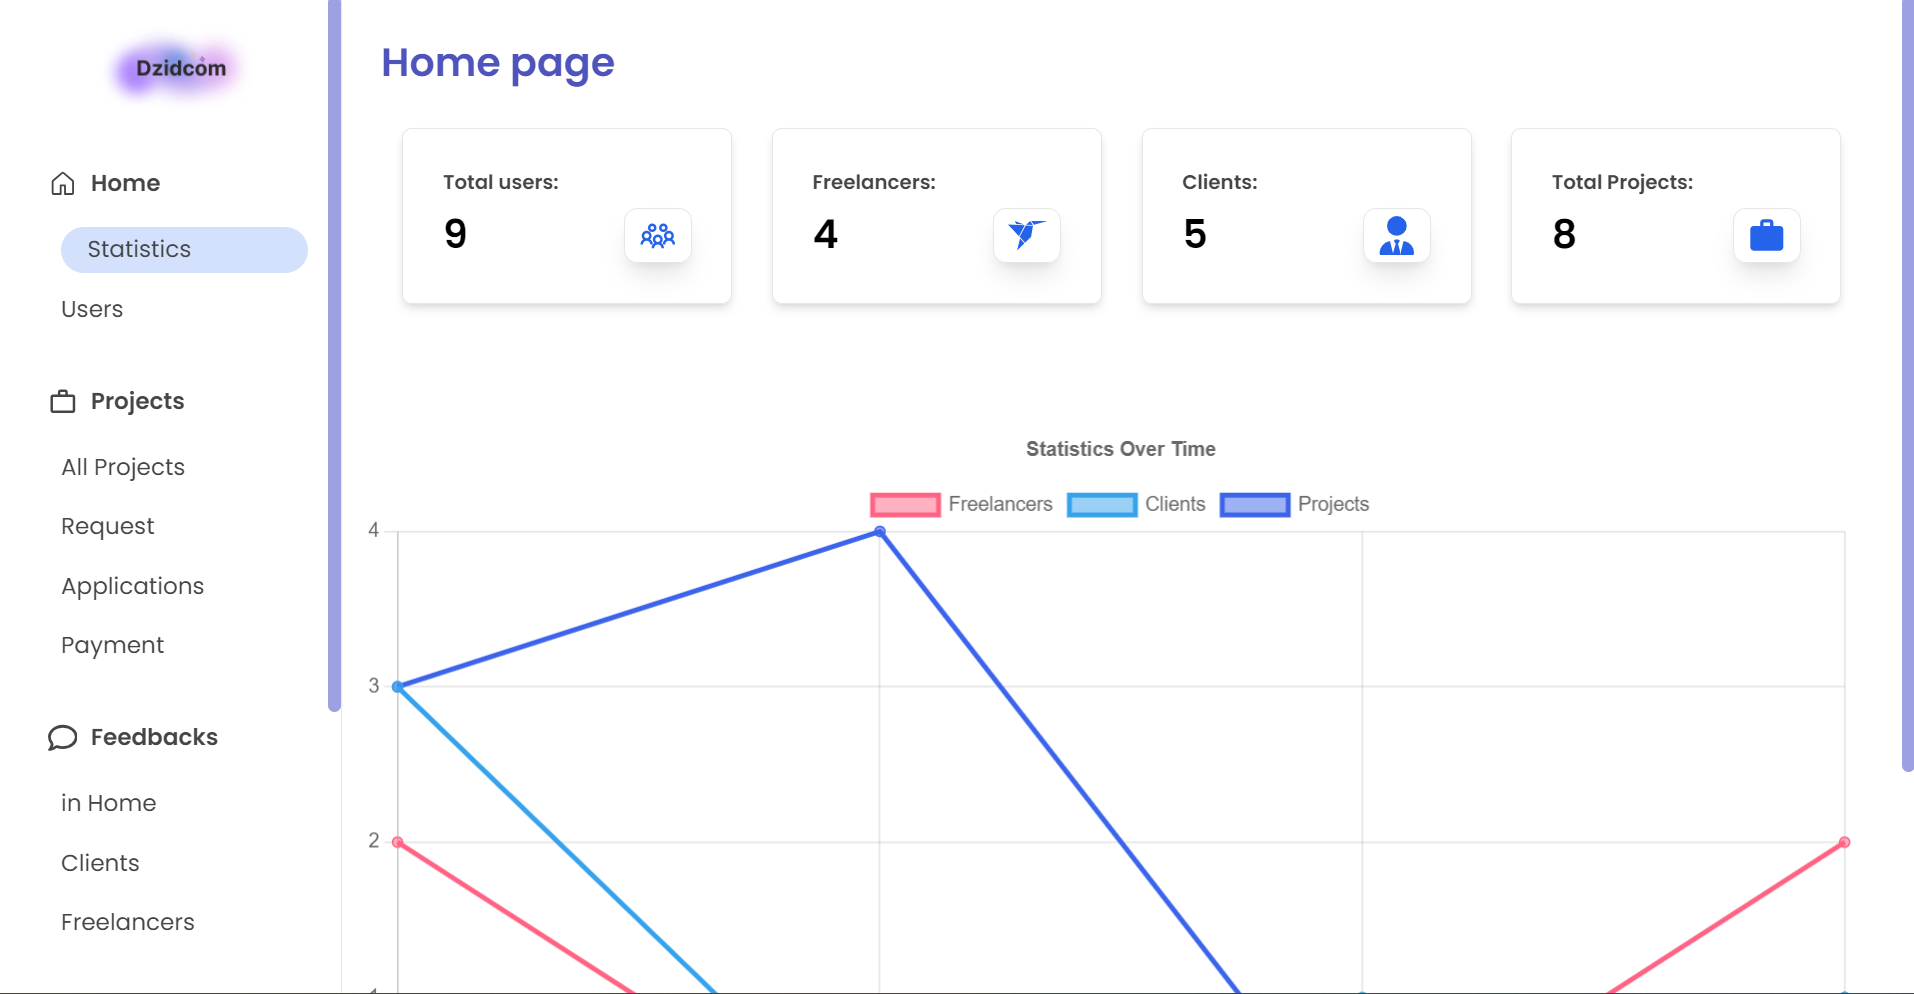 Dzidcom
Home
Statistics
Users
Projects
All Projects
Request
Applications
Payment
Feedbacks
in Home
Clients
Freelancers
Home page
Total users:
9
Freelancers:
4
Clients:
5
Total Projects:
8
Statistics Over Time
Freelancers Clients Projects
4
3
2